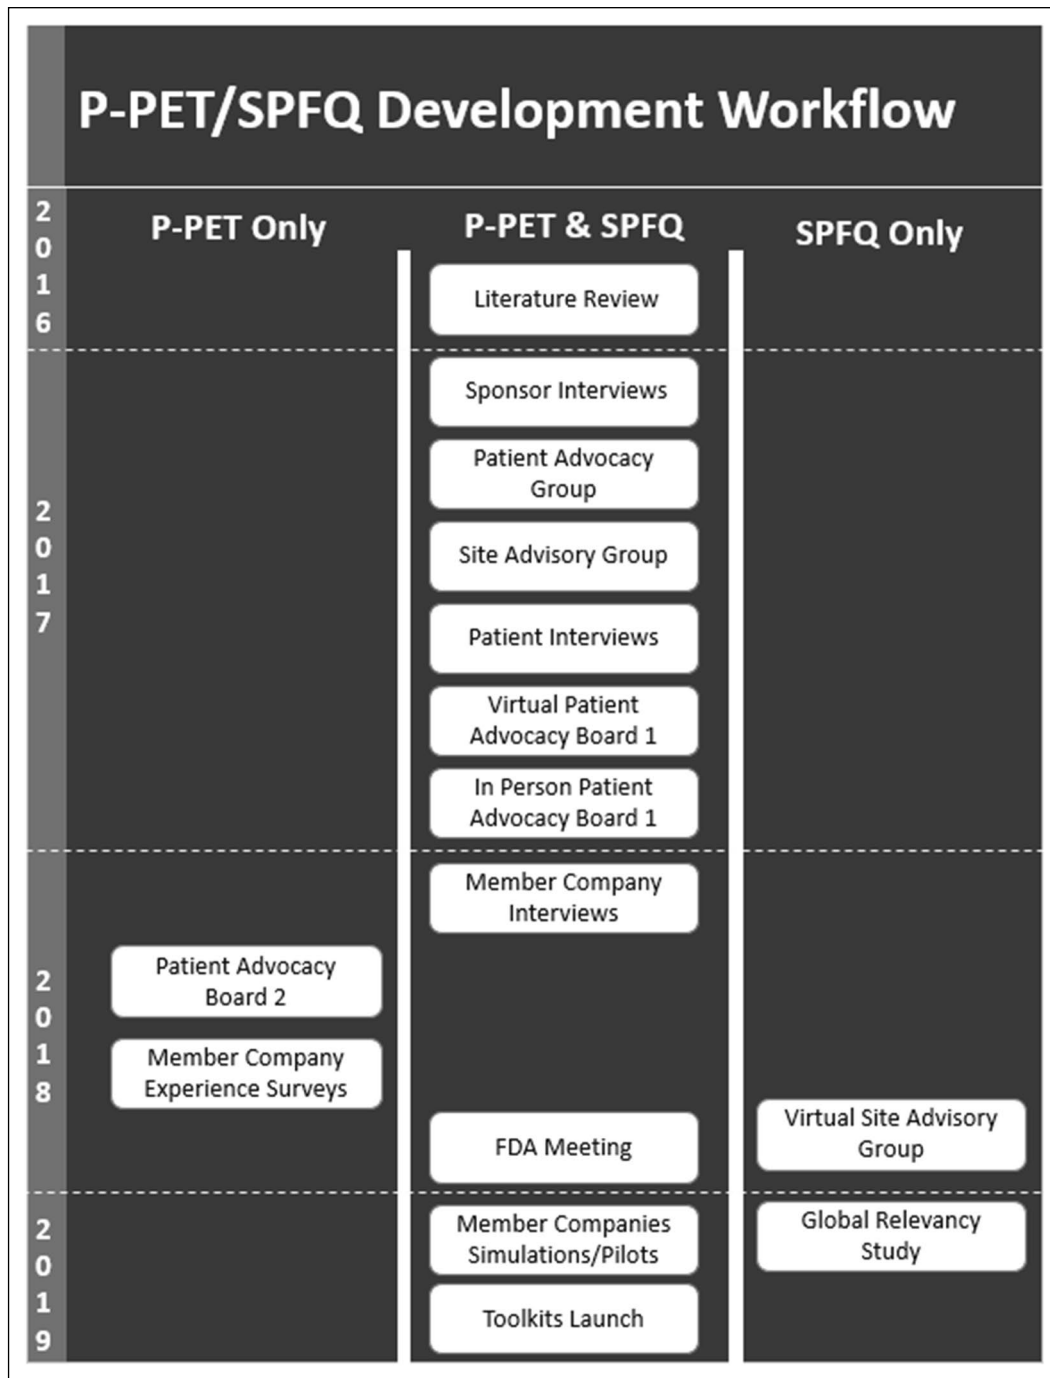 P-PET/SPFQ Development Workflow
P-PET Only
P-PET & SPFQ
SPFQ Only
2016
Literature Review
2017
Sponsor Interviews
Patient Advocacy
Group
Site Advisory Group
Patient Interviews
Virtual Patient
Advocacy Board 1
In Person Patient
Advocacy Board 1
2018
Member Company
Interviews
Patient Advocacy
Board 2
Member Company
Experience Surveys
FDA Meeting
Virtual Site Advisory
Group
2019
Member Companies
Simulations/Pilots
Global Relevancy
Study
Toolkits Launch